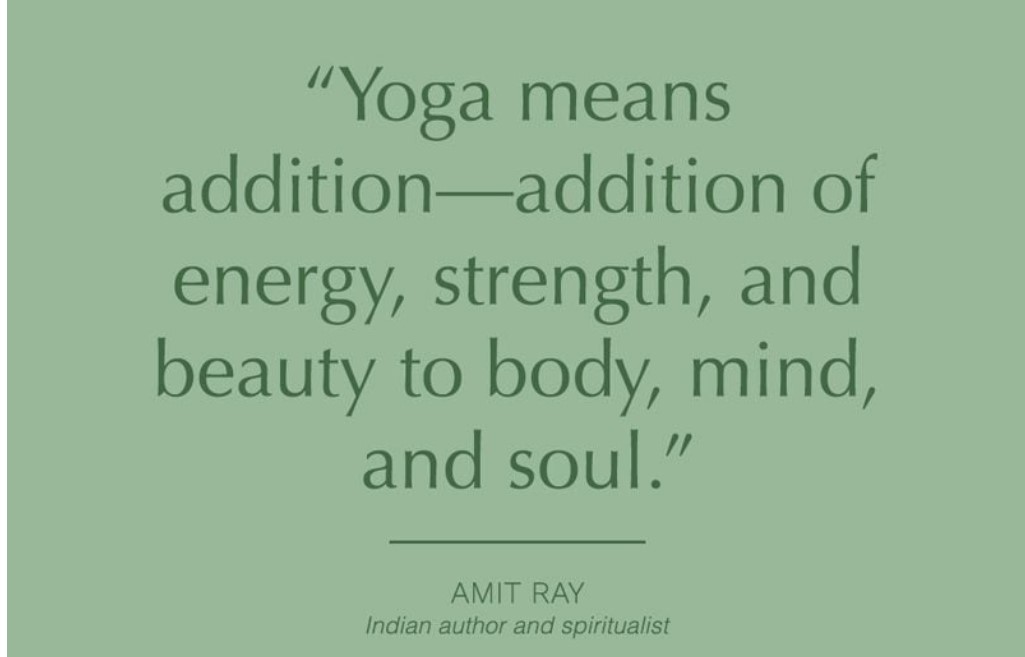 “Yoga means
addition—addition of
energy, strength, and
beauty to body, mind,
and soul.”
AMIT RAY
Indian author and spiritualist